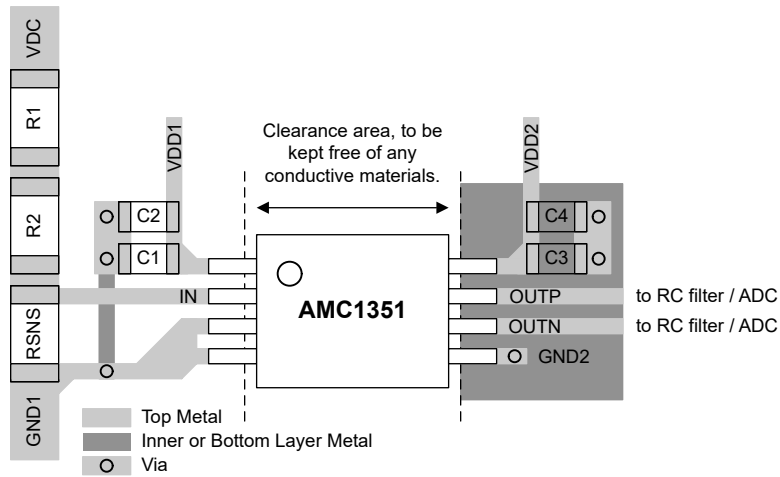 VDC
R1
R2
RSNS
GND1
VDD1
C2
C1
IN
Clearance area, to be
kept free of any
conductive materials.
AMC1351
VDD2
C4
C3
OUTP
to RC filter / ADC
OUTN
to RC filter / ADC
GND2
Top Metal
Inner or Bottom Layer Metal
Via